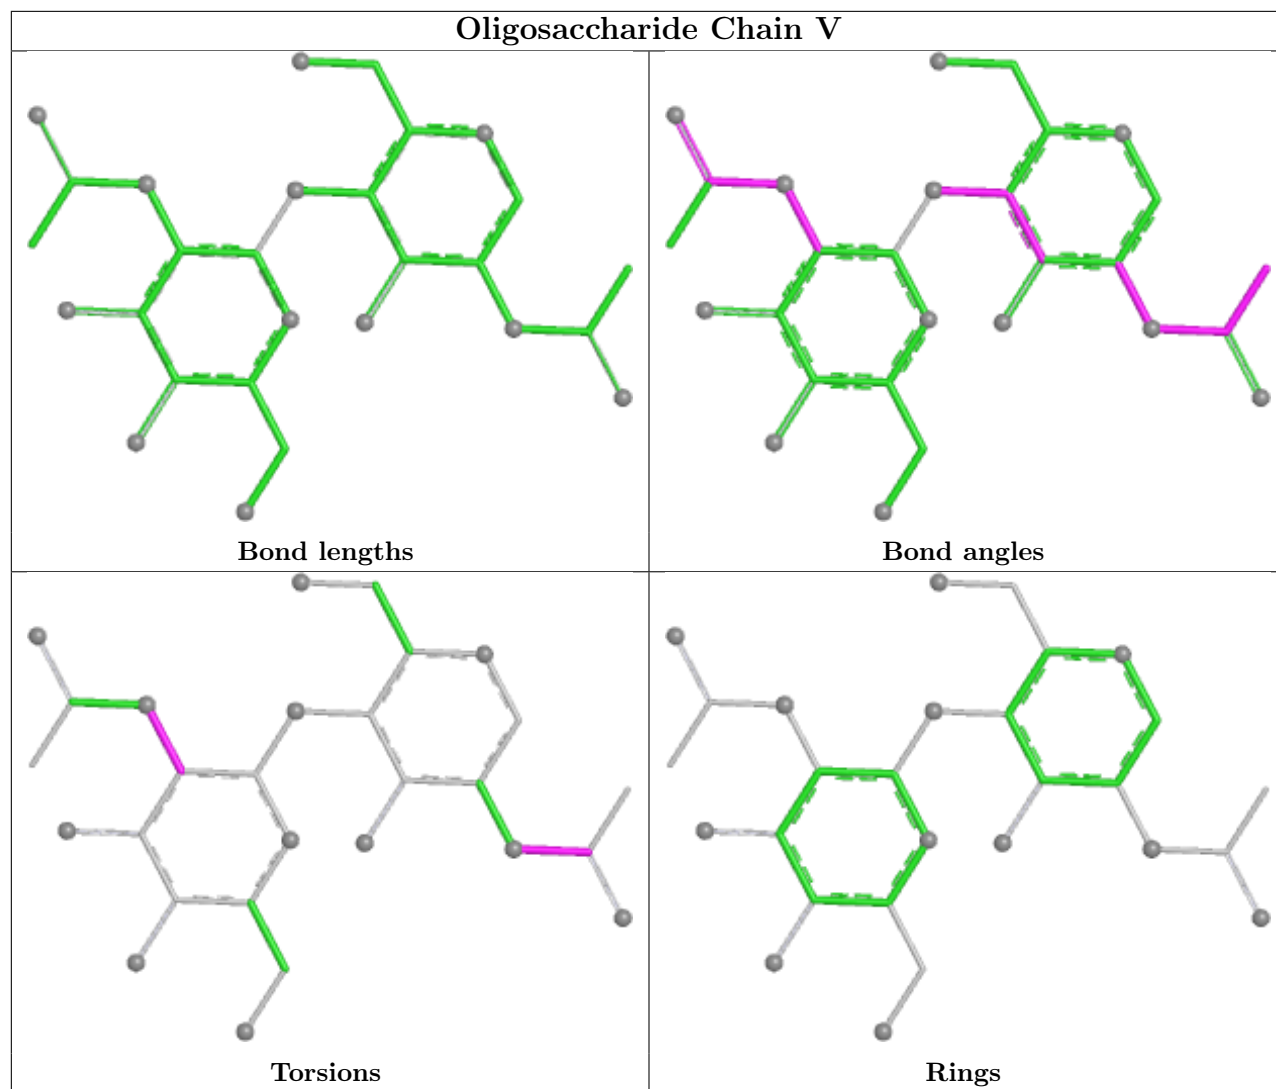 Oligosaccharide Chain V
Bond lengths
Bond angles
Torsions
Rings